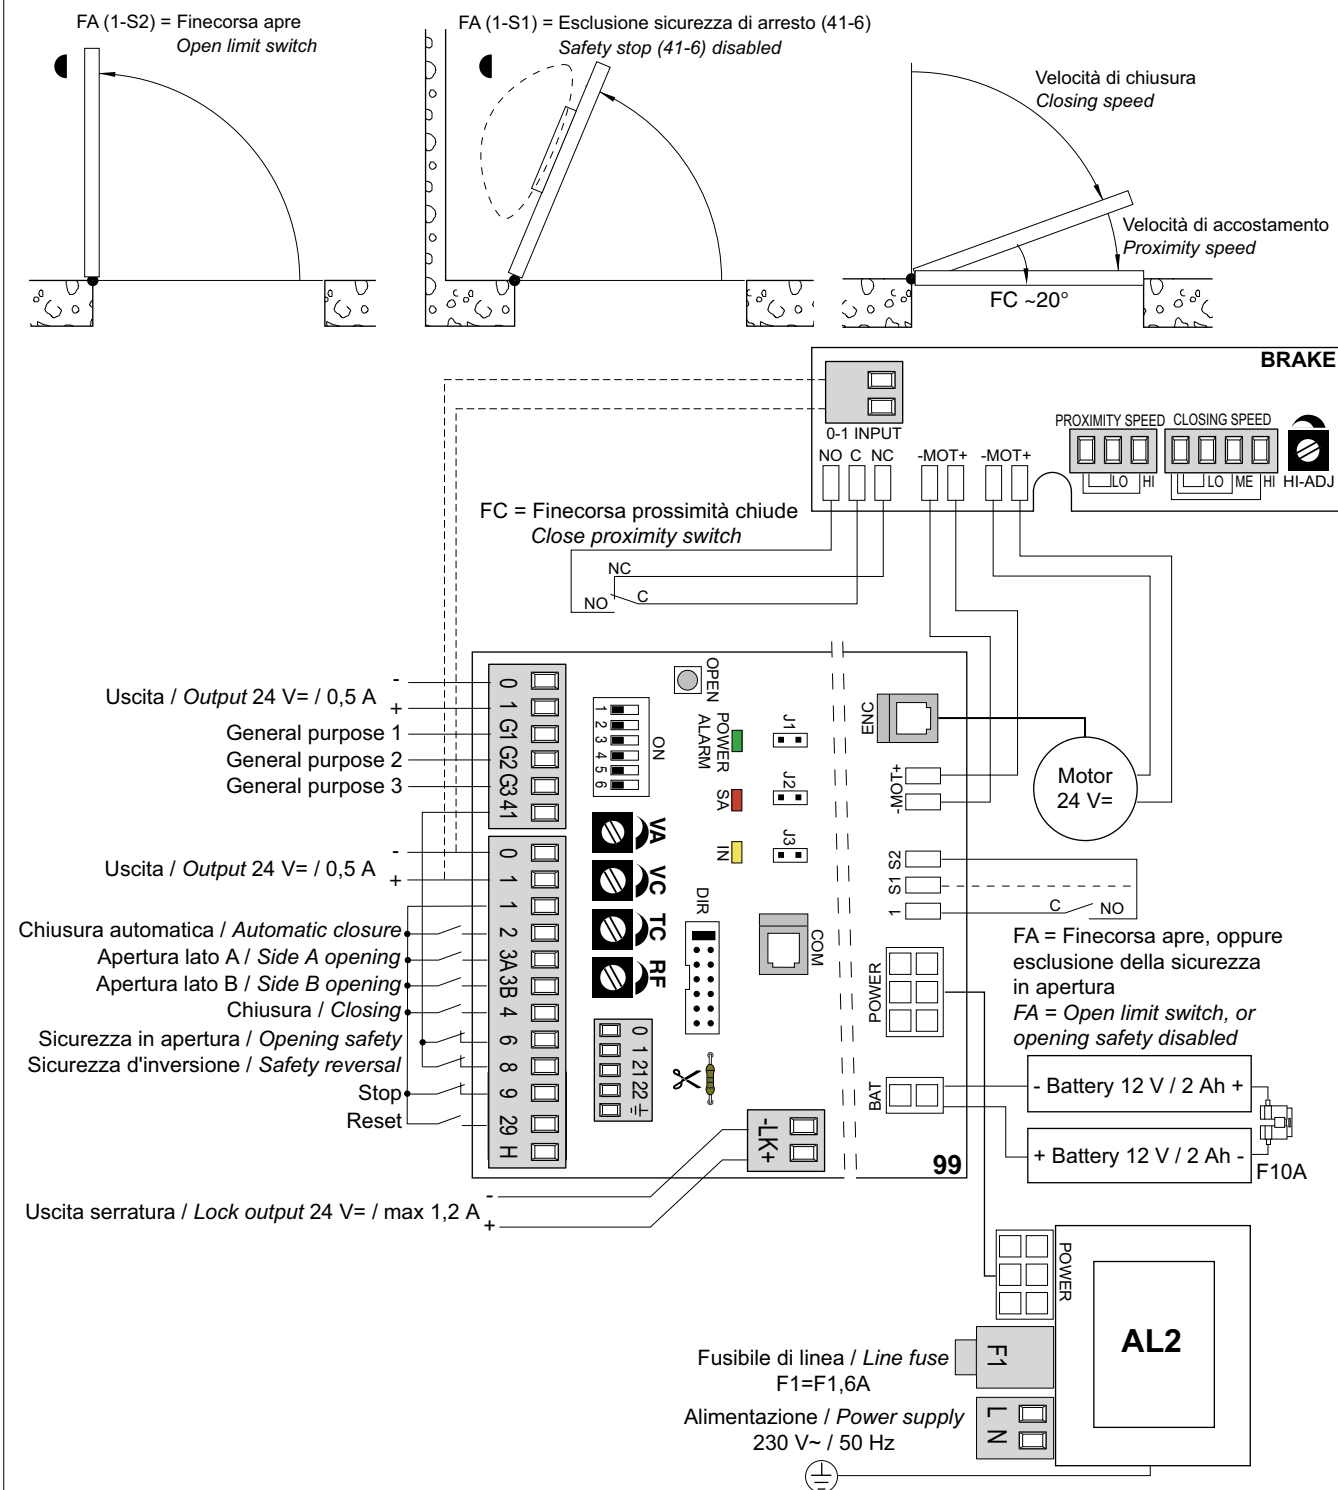 FA (1-S2) = Finecorsa apre
Open limit switch
FA (1-S1) = Esclusione sicurezza di arresto (41-6)
Safety stop (41-6) disabled
Velocità di chiusura
Closing speed
Velocità di accostamento
Proximity speed
FC ~20°
BRAKE
0-1 INPUT
PROXIMITY SPEED
CLOSING SPEED
LO HI
LO ME HI
HI-ADJ
NO C NC
-MOT+
-MOT+
FC = Finecorsa prossimità chiude
Close proximity switch
NC
NO
C
Uscita / Output 24 V= / 0,5 A
-
+
General purpose 1
General purpose 2
General purpose 3
Uscita / Output 24 V= / 0,5 A
-
+
Chiusura automatica / Automatic closure
Apertura lato A / Side A opening
Apertura lato B / Side B opening
Chiusura / Closing
Sicurezza in apertura / Opening safety
Sicurezza d'inversione / Safety reversal
Stop
Reset
0
1
G1
G2
G3
41
0
1
1
2
3A
3B
4
6
8
9
29
H
1
2
3
4
5
6
ON
OPEN
POWER
ALARM
SA
IN
J1
J2
J3
VA
VC
TC
RF
DIR
COM
0
1
21
22
-LK+
ENC
-MOT+
S2
S1
1
POWER
BAT
99
Motor
24 V=
C
NO
FA = Finecorsa apre, oppure
esclusione della sicurezza
in apertura
FA = Open limit switch, or
opening safety disabled
- Battery 12 V / 2 Ah +
+ Battery 12 V / 2 Ah -
F10A
Uscita serratura / Lock output 24 V= / max 1,2 A
-
+
POWER
AL2
F1
L
N
Fusibile di linea / Line fuse
F1=F1,6A
Alimentazione / Power supply
230 V~ / 50 Hz